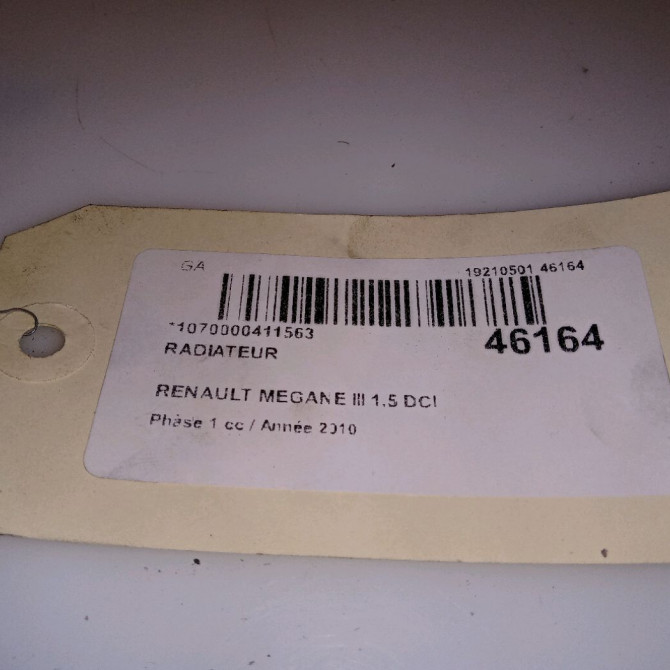 GA 19210501 46164
*1070000411563 46164
RADIATEUR
RENAULT MEGANE III 1.5 DCI
Phase 1 cc / Année 2010